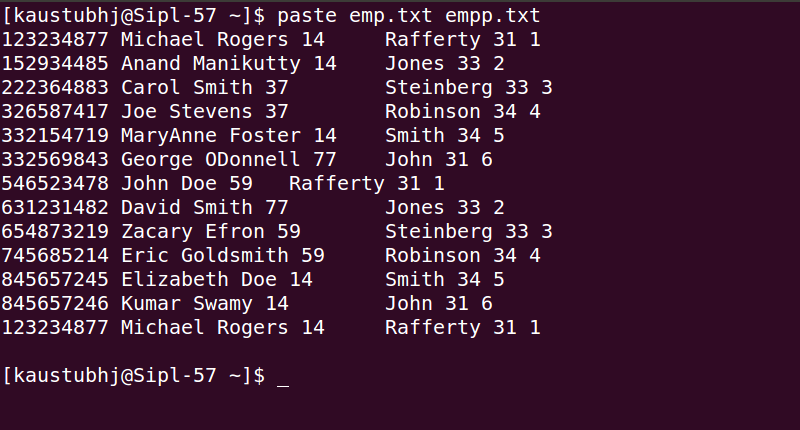 [kaustubhj@Sipl-57 ~]$ paste emp.txt empp.txt
123234877 Michael Rogers 14     Rafferty 31 1
152934485 Anand Manikutty 14    Jones 33 2
222364883 Carol Smith 37        Steinberg 33 3
326587417 Joe Stevens 37        Robinson 34 4
332154719 MaryAnne Foster 14    Smith 34 5
332569843 George ODonnell 77    John 31 6
546523478 John Doe 59   Rafferty 31 1
631231482 David Smith 77        Jones 33 2
654873219 Zacary Efron 59       Steinberg 33 3
745685214 Eric Goldsmith 59     Robinson 34 4
845657245 Elizabeth Doe 14      Smith 34 5
845657246 Kumar Swamy 14        John 31 6
123234877 Michael Rogers 14     Rafferty 31 1
[kaustubhj@Sipl-57 ~]$ _